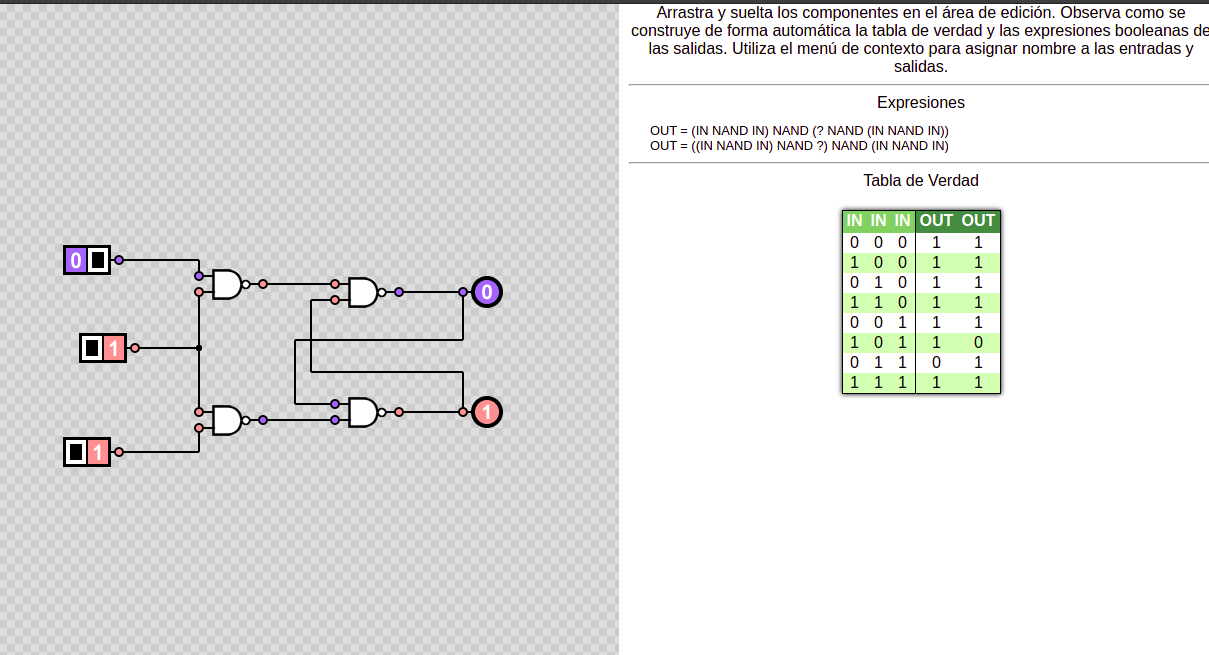 Arrastra y suelta los componentes en el área de edición. Observa como se
construye de forma automática la tabla de verdad y las expresiones booleanas de
las salidas. Utiliza el menú de contexto para asignar nombre a las entradas y
salidas.
Expresiones
OUT = (IN NAND IN) NAND (? NAND (IN NAND IN))
OUT = ((IN NAND IN) NAND ?) NAND (IN NAND IN)
Tabla de Verdad
IN IN IN OUT OUT
0 0 0 1 1
1 0 0 1 1
0 1 0 1 1
1 1 0 1 1
0 0 1 1 1
1 0 1 1 0
0 1 1 0 1
1 1 1 1 1
0
0
1
1
1